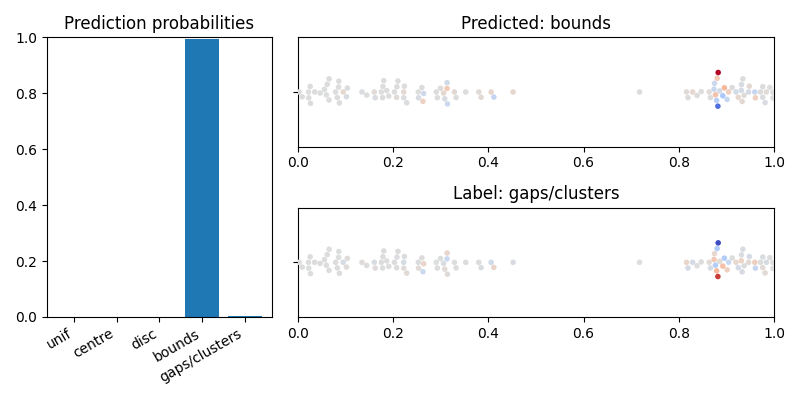 Prediction probabilities
1.0
0.8
0.6
0.4
0.2
0.0
unif
centre
disc
bounds
gaps/clusters
Predicted: bounds
0.0 0.2 0.4 0.6 0.8 1.0
Label: gaps/clusters
0.0 0.2 0.4 0.6 0.8 1.0